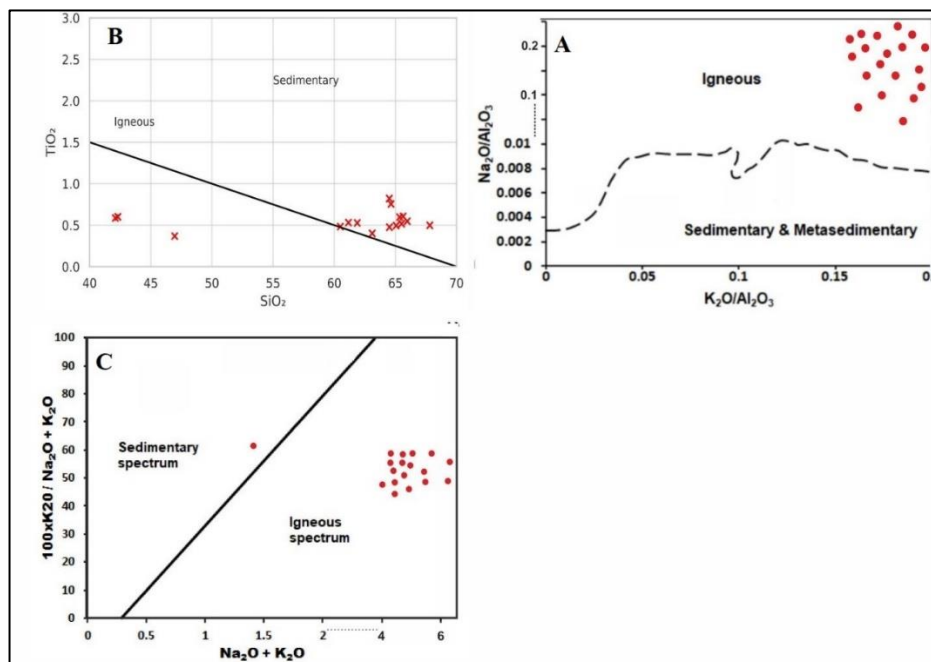 B
3.0
2.5
2.0
1.5
1.0
0.5
0.0
TiO₂
Sedimentary
Igneous
40
45
50
55
60
65
70
SiO₂
A
0.2
0.1
0.01
0.008
0.006
0.004
0.002
0
Na₂O/Al₂O₃
Igneous
Sedimentary & Metasedimentary
0
0.05
0.1
0.15
K₂O/Al₂O₃
C
100
90
80
70
60
50
40
30
20
10
0
100xK20 / Na₂O + K₂O
Sedimentary
spectrum
Igneous
spectrum
0
0.5
1
1.5
2
4
6
Na₂O + K₂O